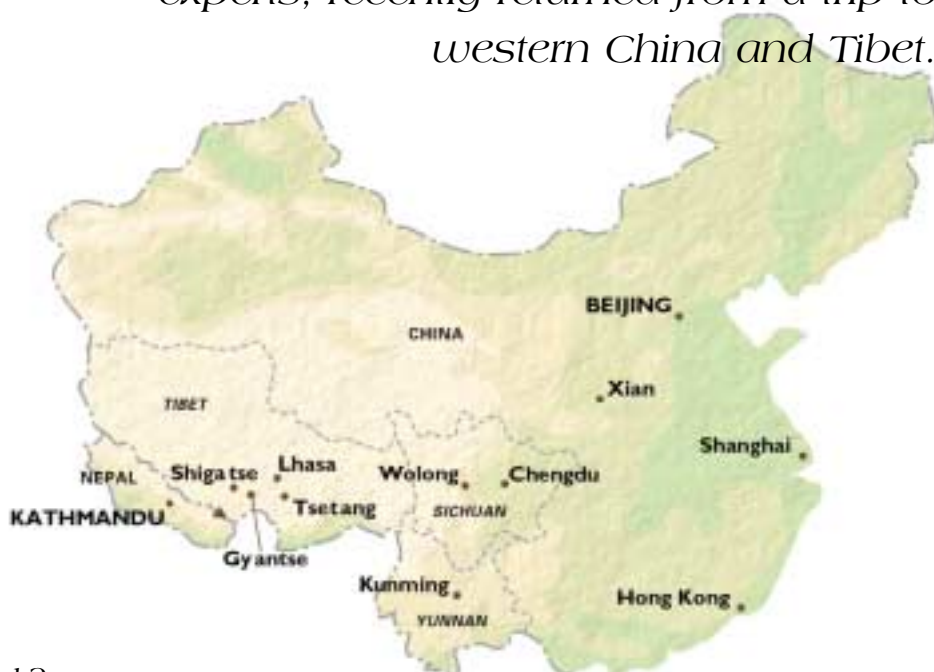 experts, recently returned from a trip to
western China and Tibet.
BEIJING
CHINA
Xian
TIBET
Shanghai
NEPAL
Shigatse
Lhasa
Wolong
Chengdu
KATHMANDU
Tsetang
SICHUAN
Gyantse
Kunming
Hong Kong
YUNNAN